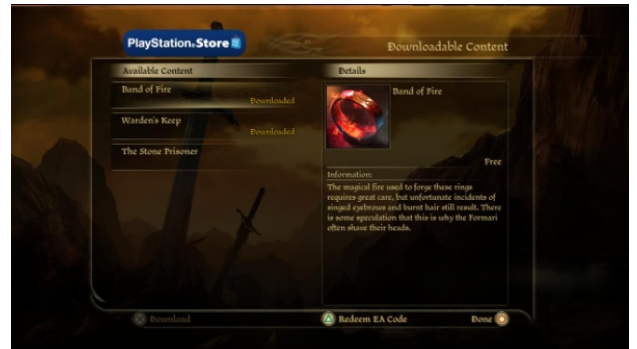 PlayStation®Store
Downloadable Content
Available Content
Band of Fire
Downloaded
Warden's Keep
Downloaded
The Stone Prisoner
Details
Band of Fire
Free
Information:
The magical fire used to forge these rings
requires great care, but unfortunate incidents of
singed eyebrows and burnt hair still result. There
is some speculation that this is why the Formari
often shave their heads.
Download
Redeem EA Code
Done